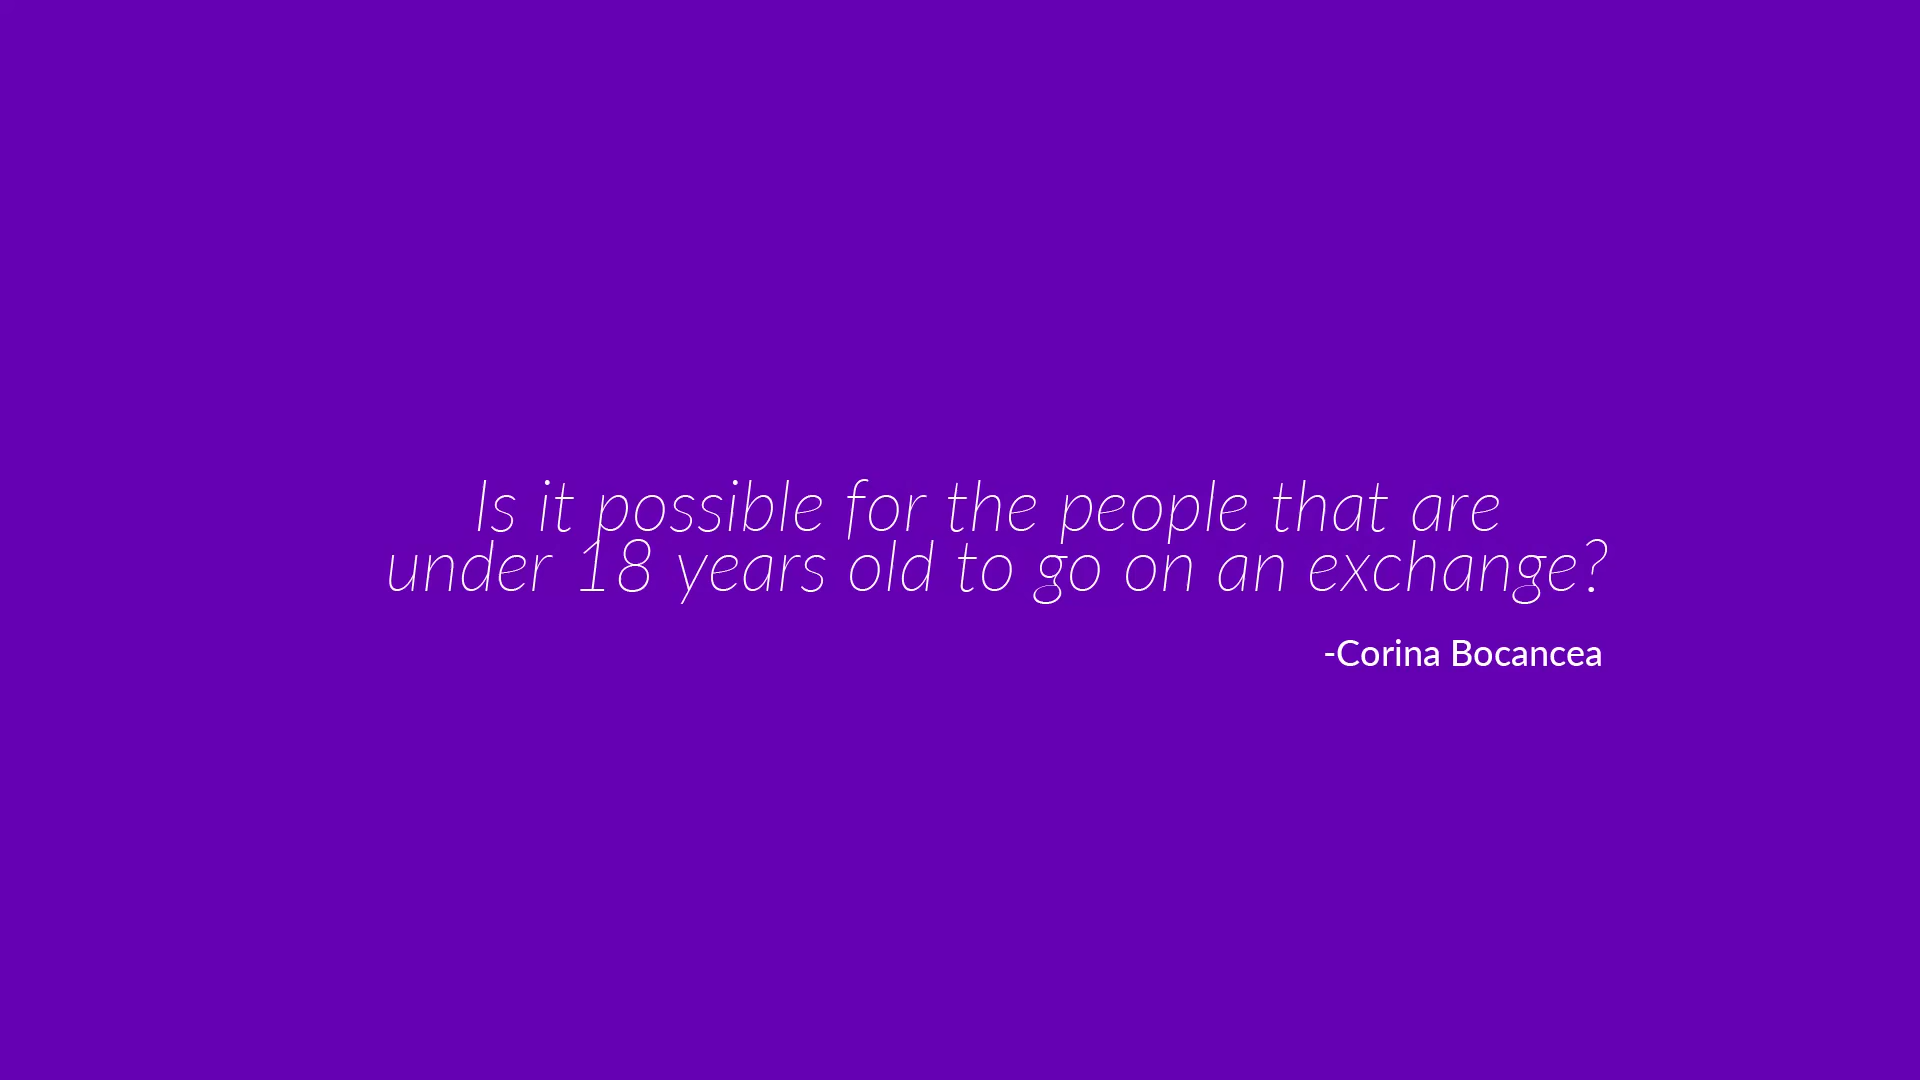 Is it possible for the people that are
under 18 years old to go on an exchange?
-Corina Bocancea